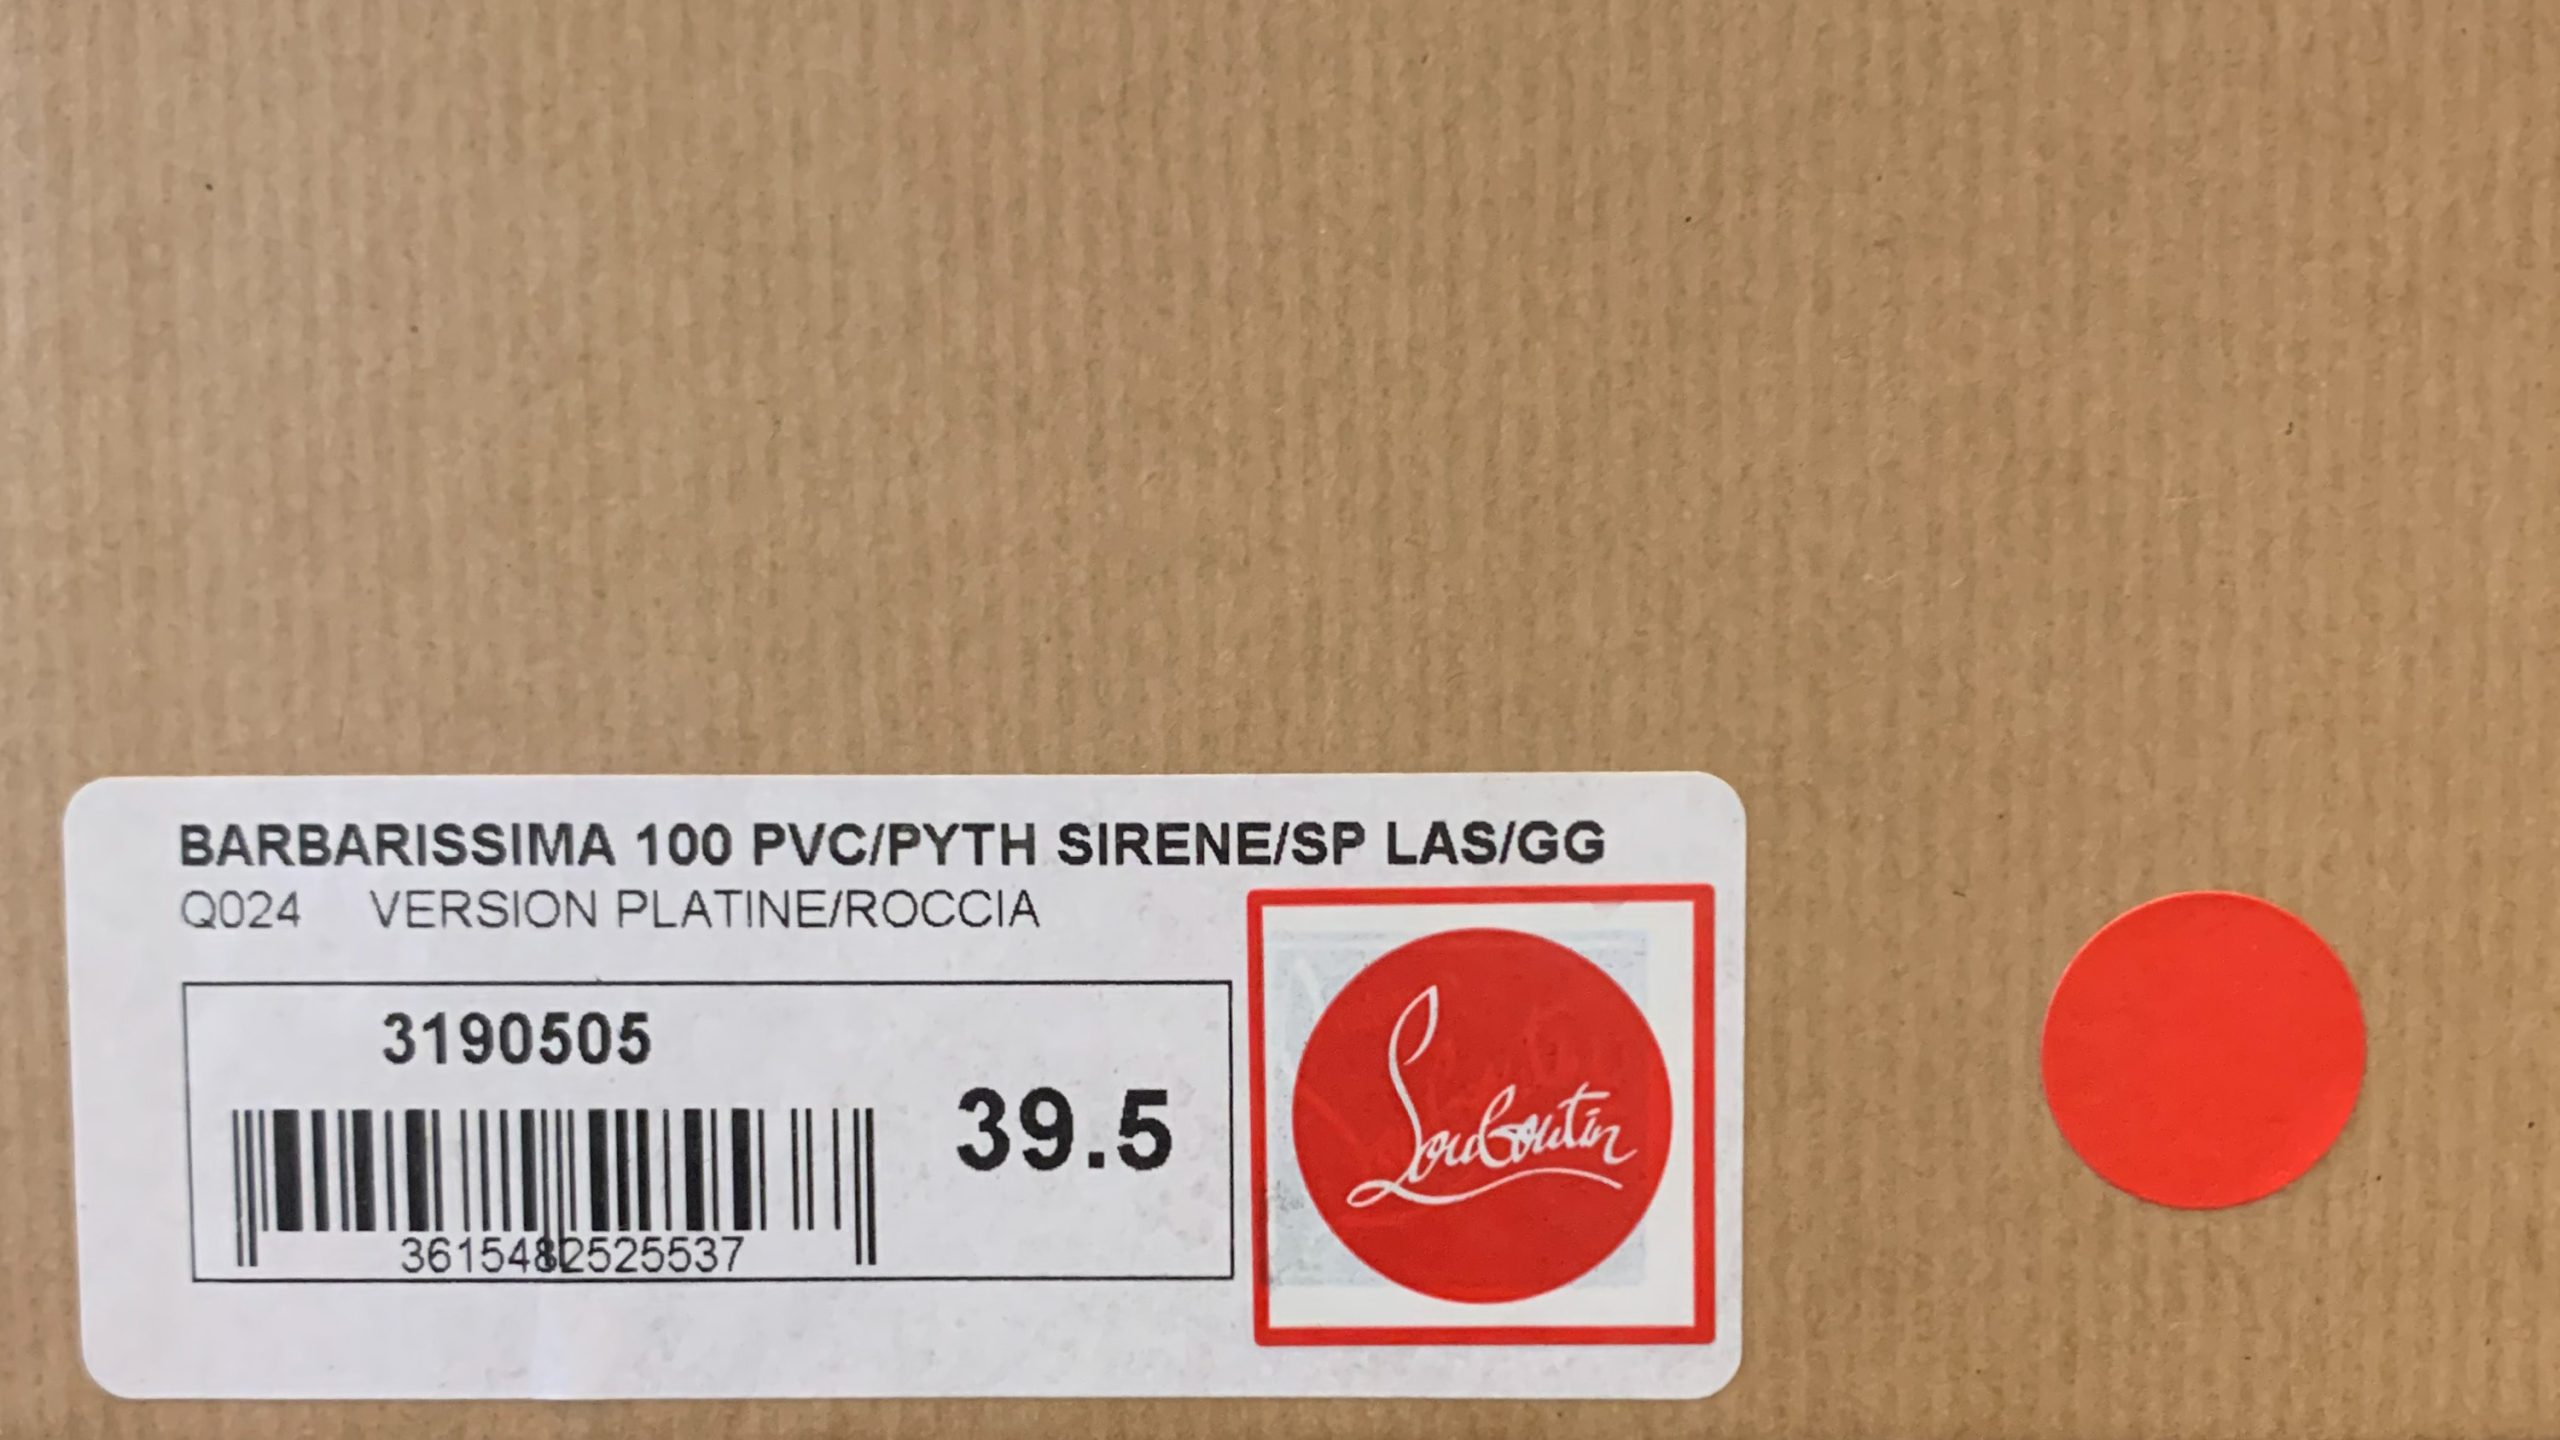 BARBARISSIMA 100 PVC/PYTH SIRENE/SP LAS/GG
Q024 VERSION PLATINE/ROCCIA
3190505
39.5
3615482525537
Louboutin